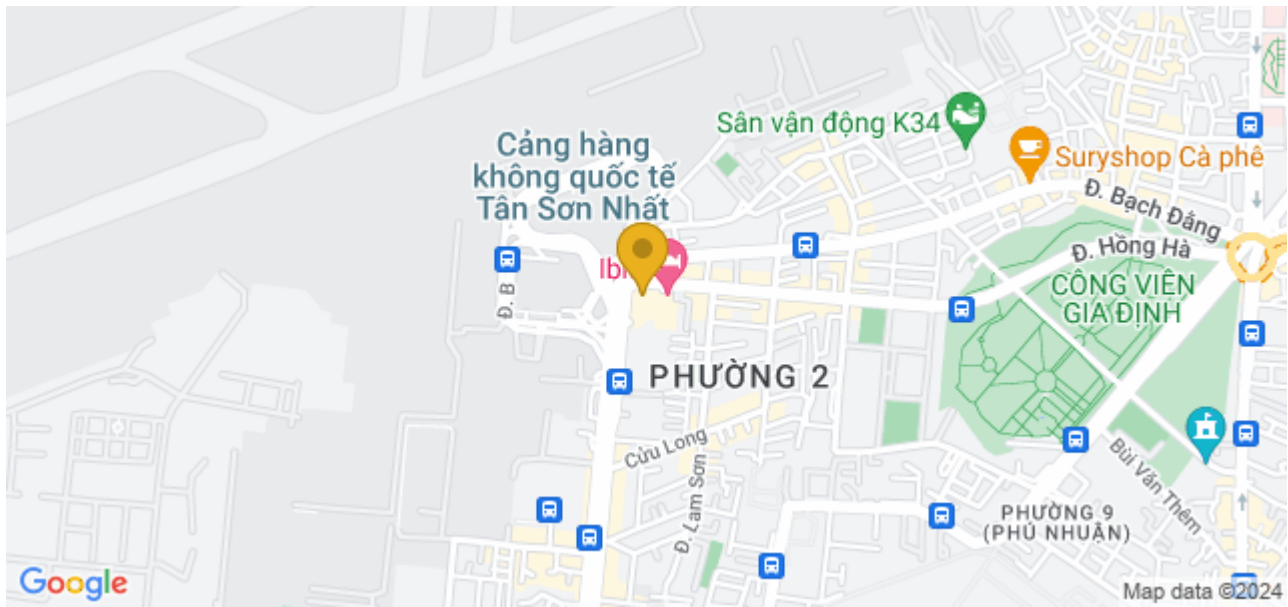 Sân vận động K34
Cảng hàng
không quốc tế
Tân Sơn Nhất
Suryshop Cà phê
Đ. Bạch Đằng
Đ. Hồng Hà
CÔNG VIÊN
GIA ĐỊNH
Đ. B
PHƯỜNG 2
Cửu Long
Đ. Lam Sơn
Bùi Văn Thêm
PHƯỜNG 9
(PHÚ NHUẬN)
Google
Map data ©2024